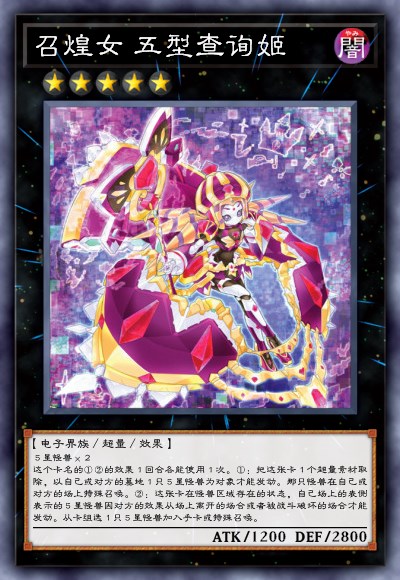 召煌女 五型查询姬
やみ
闇
【电子界族／超量／效果】
５星怪兽×２
这个卡名的①②的效果１回合各能使用１次。①：把这张卡１个超量素材取
除，以自己或对方的墓地１只５星怪兽为对象才能发动。那只怪兽在自己或
对方的场上特殊召唤。②：这张卡在怪兽区域存在的状态，自己场上的表侧
表示的５星怪兽因对方的效果从场上离开的场合或者被战斗破坏的场合才能
发动。从卡组选１只５星怪兽加入手卡或特殊召唤。
ATK/1200 DEF/2800